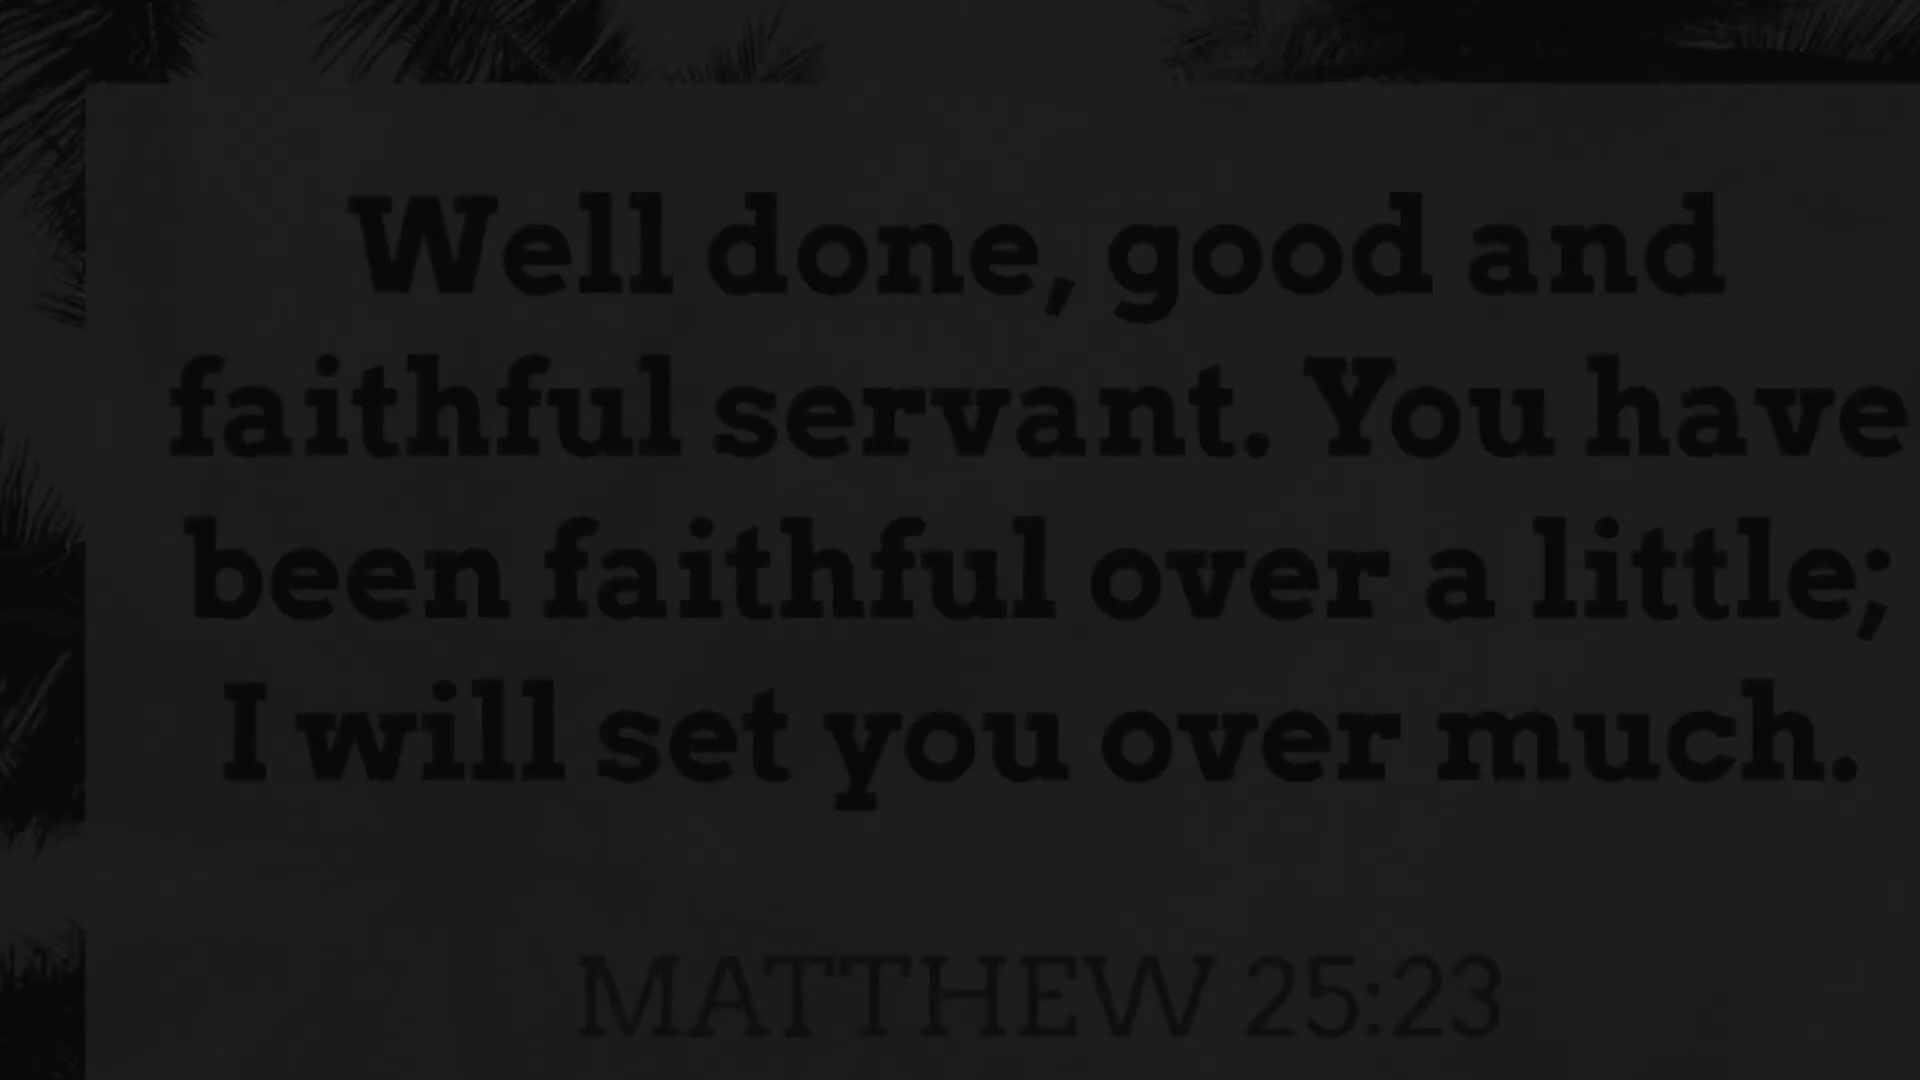 Well done, good and
faithful servant. You have
been faithful over a little;
I will set you over much.
MATTHEW 25:23